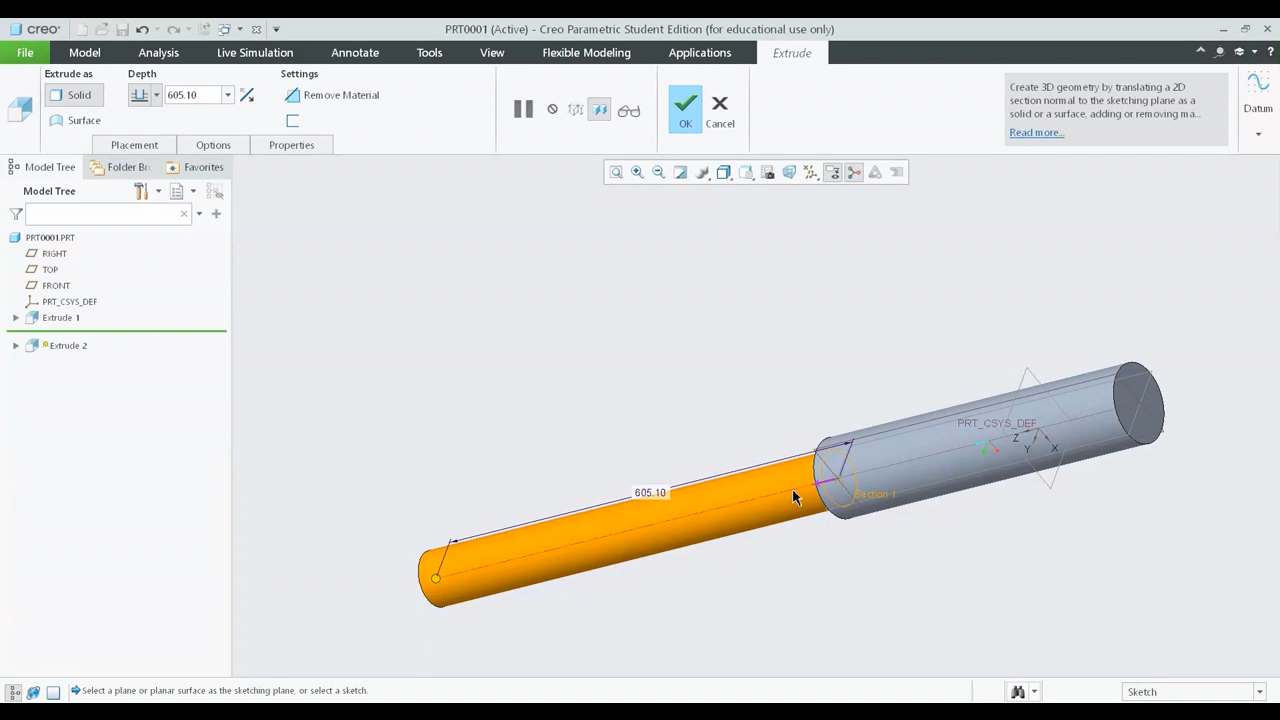 creo
PRT0001 (Active) - Creo Parametric Student Edition (for educational use only)
File
Model
Analysis
Live Simulation
Annotate
Tools
View
Flexible Modeling
Applications
Extrude
Extrude as
Depth
Settings
Solid
605.10
Remove Material
Surface
OK
Cancel
Create 3D geometry by translating a 2D
section normal to the sketching plane as a
solid or a surface, adding or removing ma...
Read more...
Datum
Placement
Options
Properties
Model Tree
Folder Br
Favorites
Model Tree
PRT0001.PRT
RIGHT
TOP
FRONT
PRT_CSYS_DEF
Extrude 1
Extrude 2
PRT_CSYS_DEF
Z
Y
X
605.10
Section 1
Select a plane or planar surface as the sketching plane, or select a sketch.
Sketch